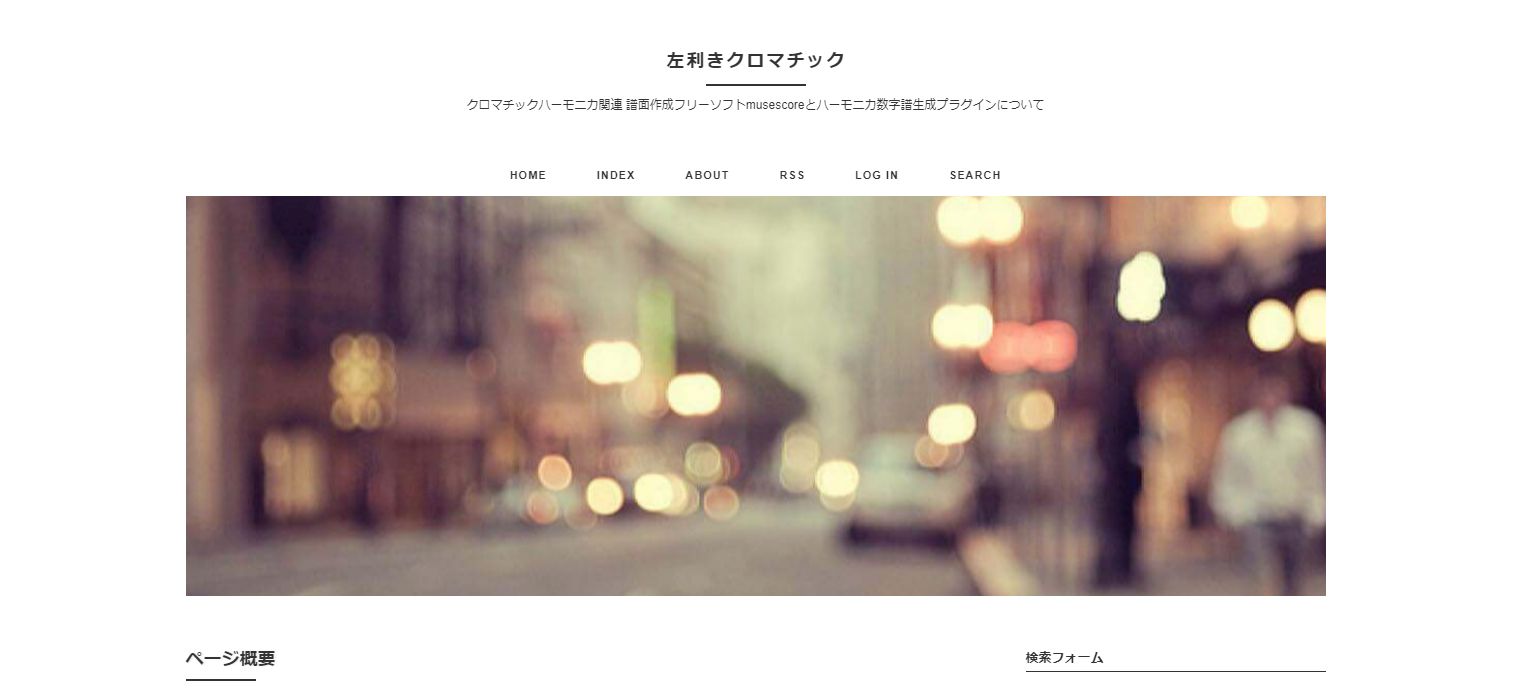 左利きクロマチック
クロマチックハーモニカ関連 譜面作成フリーソフトmusescoreとハーモニカ数字譜生成プラグインについて
HOME INDEX ABOUT RSS LOG IN SEARCH
ページ概要
検索フォーム